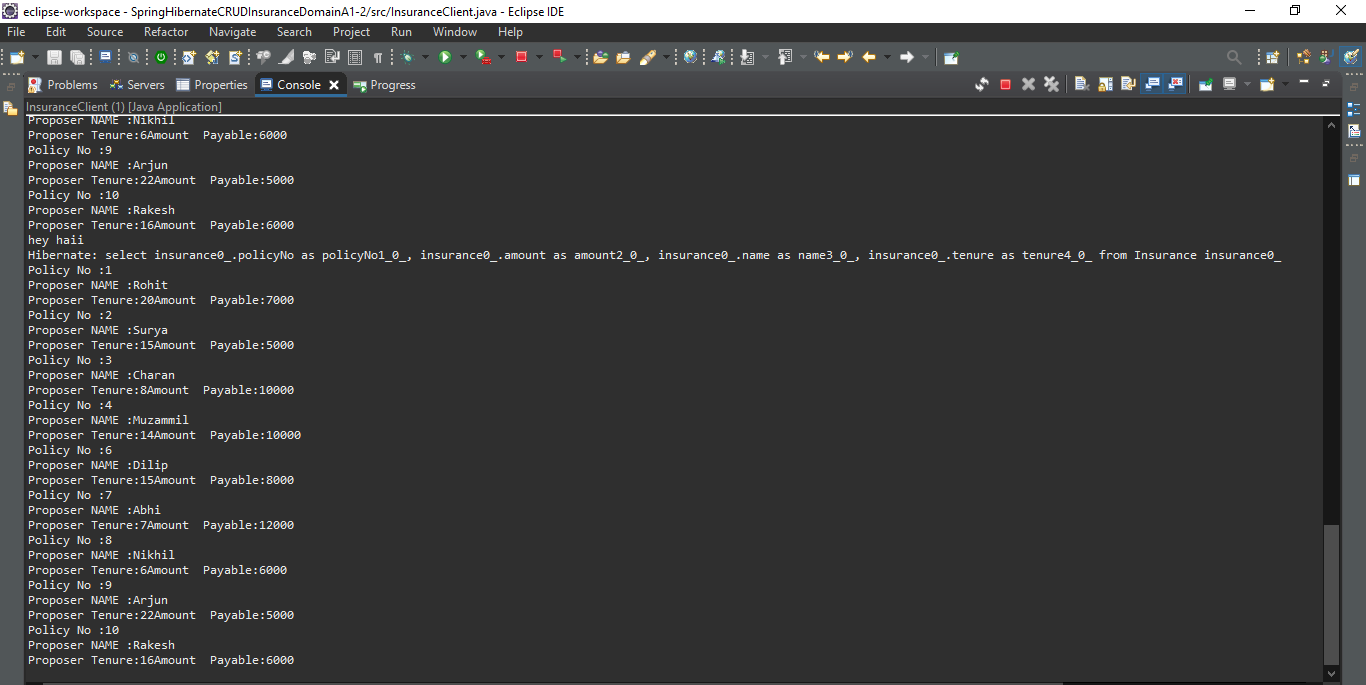 eclipse-workspace - SpringHibernateCRUDInsuranceDomainA1-2/src/InsuranceClient.java - Eclipse IDE
File Edit Source Refactor Navigate Search Project Run Window Help
Problems Servers Properties Console Progress
InsuranceClient (1) [Java Application]
Proposer NAME :Nikhil
Proposer Tenure:6Amount  Payable:6000
Policy No :9
Proposer NAME :Arjun
Proposer Tenure:22Amount  Payable:5000
Policy No :10
Proposer NAME :Rakesh
Proposer Tenure:16Amount  Payable:6000
hey haii
Hibernate: select insurance0_.policyNo as policyNo1_0_, insurance0_.amount as amount2_0_, insurance0_.name as name3_0_, insurance0_.tenure as tenure4_0_ from Insurance insurance0_
Policy No :1
Proposer NAME :Rohit
Proposer Tenure:20Amount  Payable:7000
Policy No :2
Proposer NAME :Surya
Proposer Tenure:15Amount  Payable:5000
Policy No :3
Proposer NAME :Charan
Proposer Tenure:8Amount  Payable:10000
Policy No :4
Proposer NAME :Muzammil
Proposer Tenure:14Amount  Payable:10000
Policy No :6
Proposer NAME :Dilip
Proposer Tenure:15Amount  Payable:8000
Policy No :7
Proposer NAME :Abhi
Proposer Tenure:7Amount  Payable:12000
Policy No :8
Proposer NAME :Nikhil
Proposer Tenure:6Amount  Payable:6000
Policy No :9
Proposer NAME :Arjun
Proposer Tenure:22Amount  Payable:5000
Policy No :10
Proposer NAME :Rakesh
Proposer Tenure:16Amount  Payable:6000